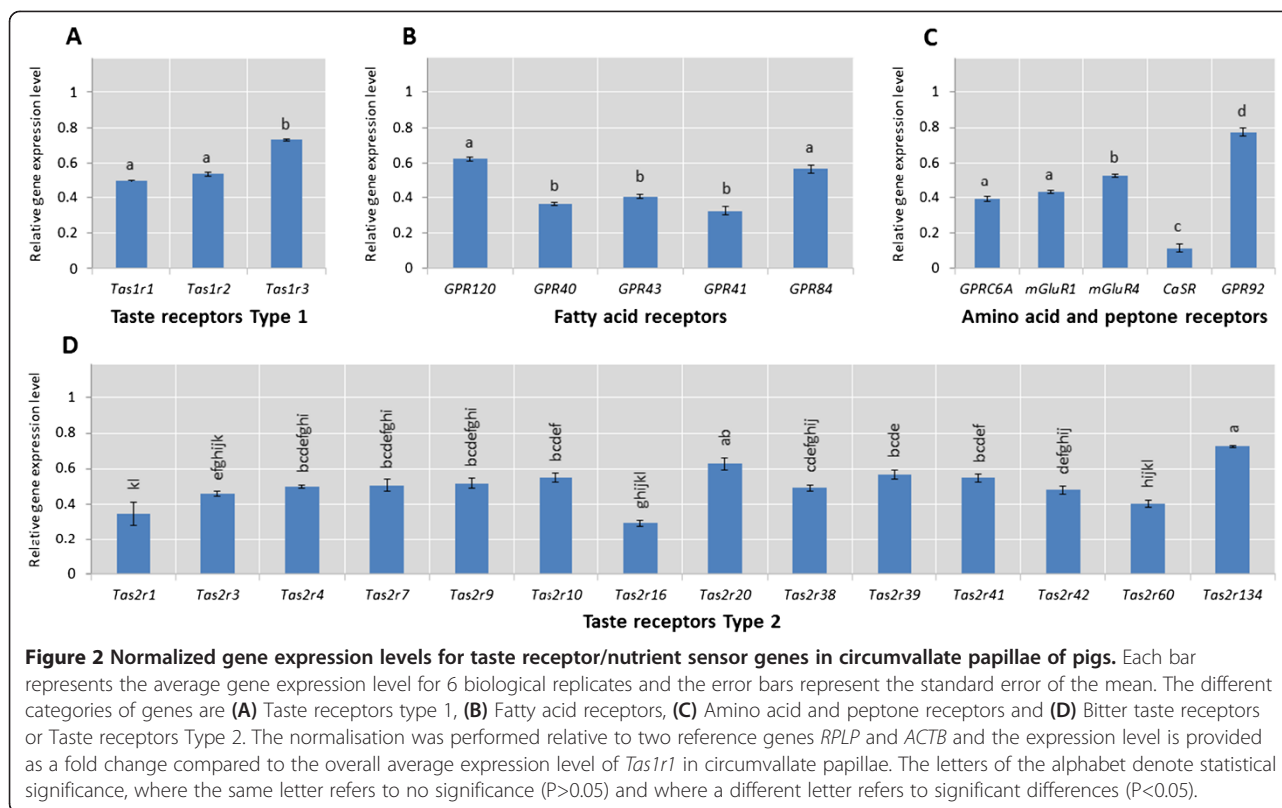 A
Relative gene expression level
1
0.8
0.6
0.4
0.2
0
a
a
b
Tas1r1 Tas1r2 Tas1r3
Taste receptors Type 1
B
Relative gene expression level
1
0.8
0.6
0.4
0.2
0
a
b
b
b
a
GPR120 GPR40 GPR43 GPR41 GPR84
Fatty acid receptors
C
Relative gene expression level
1
0.8
0.6
0.4
0.2
0
a
a
b
c
d
GPRC6A mGluR1 mGluR4 CaSR GPR92
Amino acid and peptone receptors
D
Relative gene expression level
1
0.8
0.6
0.4
0.2
0
kl
efghijk
bcdefghi
bcdefghi
bcdefghi
bcdef
ghijkl
ab
cdefghij
bcde
bcdef
defghij
hijkl
a
Tas2r1 Tas2r3 Tas2r4 Tas2r7 Tas2r9 Tas2r10 Tas2r16 Tas2r20 Tas2r38 Tas2r39 Tas2r41 Tas2r42 Tas2r60 Tas2r134
Taste receptors Type 2
Figure 2 Normalized gene expression levels for taste receptor/nutrient sensor genes in circumvallate papillae of pigs. Each bar
represents the average gene expression level for 6 biological replicates and the error bars represent the standard error of the mean. The different
categories of genes are (A) Taste receptors type 1, (B) Fatty acid receptors, (C) Amino acid and peptone receptors and (D) Bitter taste receptors
or Taste receptors Type 2. The normalisation was performed relative to two reference genes RPLP and ACTB and the expression level is provided
as a fold change compared to the overall average expression level of Tas1r1 in circumvallate papillae. The letters of the alphabet denote statistical
significance, where the same letter refers to no significance (P>0.05) and where a different letter refers to significant differences (P<0.05).